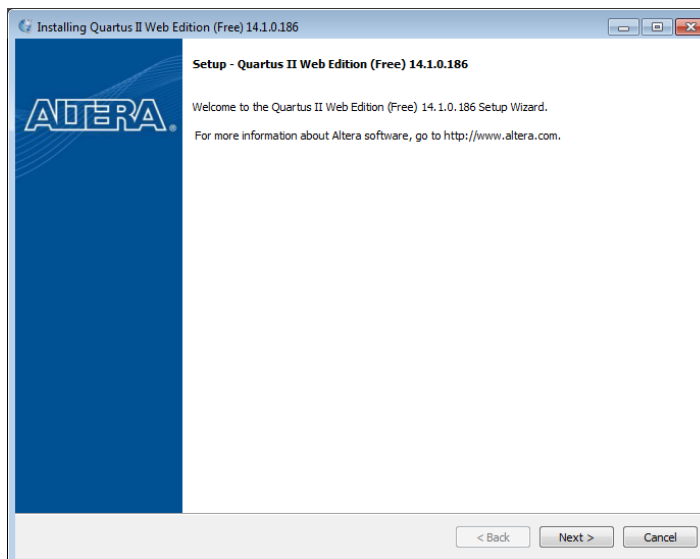 Installing Quartus II Web Edition (Free) 14.1.0.186
Setup - Quartus II Web Edition (Free) 14.1.0.186
ALTERA®
Welcome to the Quartus II Web Edition (Free) 14.1.0.186 Setup Wizard.
For more information about Altera software, go to http://www.altera.com.
< Back
Next >
Cancel